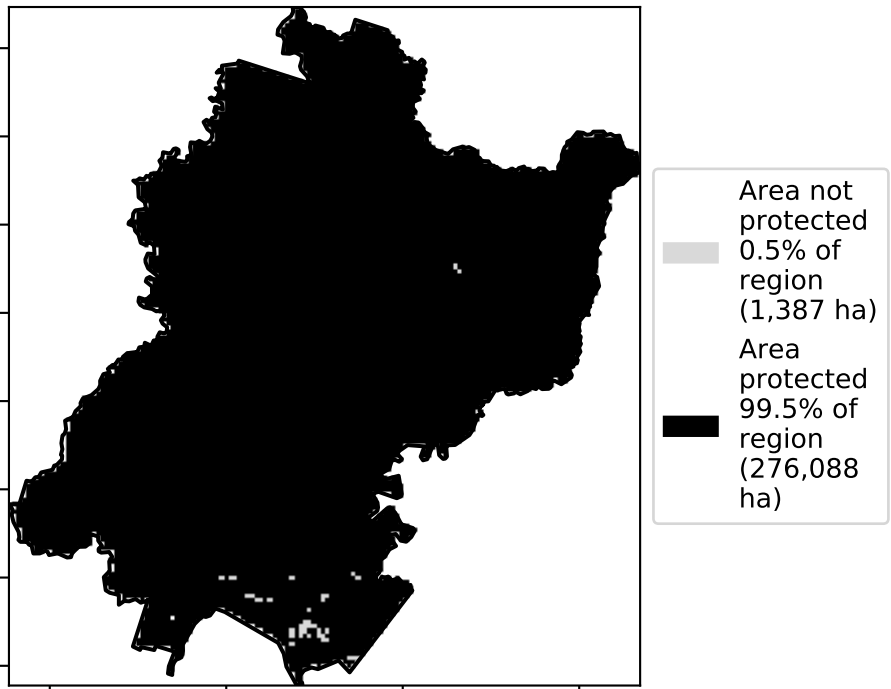 Area not
protected
0.5% of
region
(1,387 ha)
Area
protected
99.5% of
region
(276,088
ha)